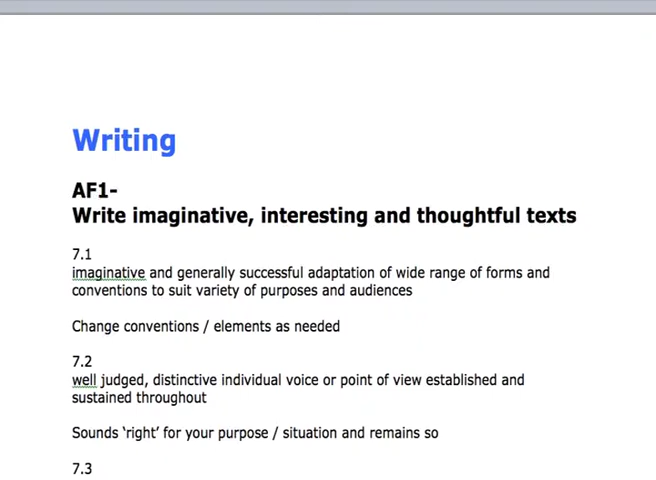 Writing
AF1-
Write imaginative, interesting and thoughtful texts
7.1
imaginative and generally successful adaptation of wide range of forms and
conventions to suit variety of purposes and audiences
Change conventions / elements as needed
7.2
well judged, distinctive individual voice or point of view established and
sustained throughout
Sounds ‘right’ for your purpose / situation and remains so
7.3